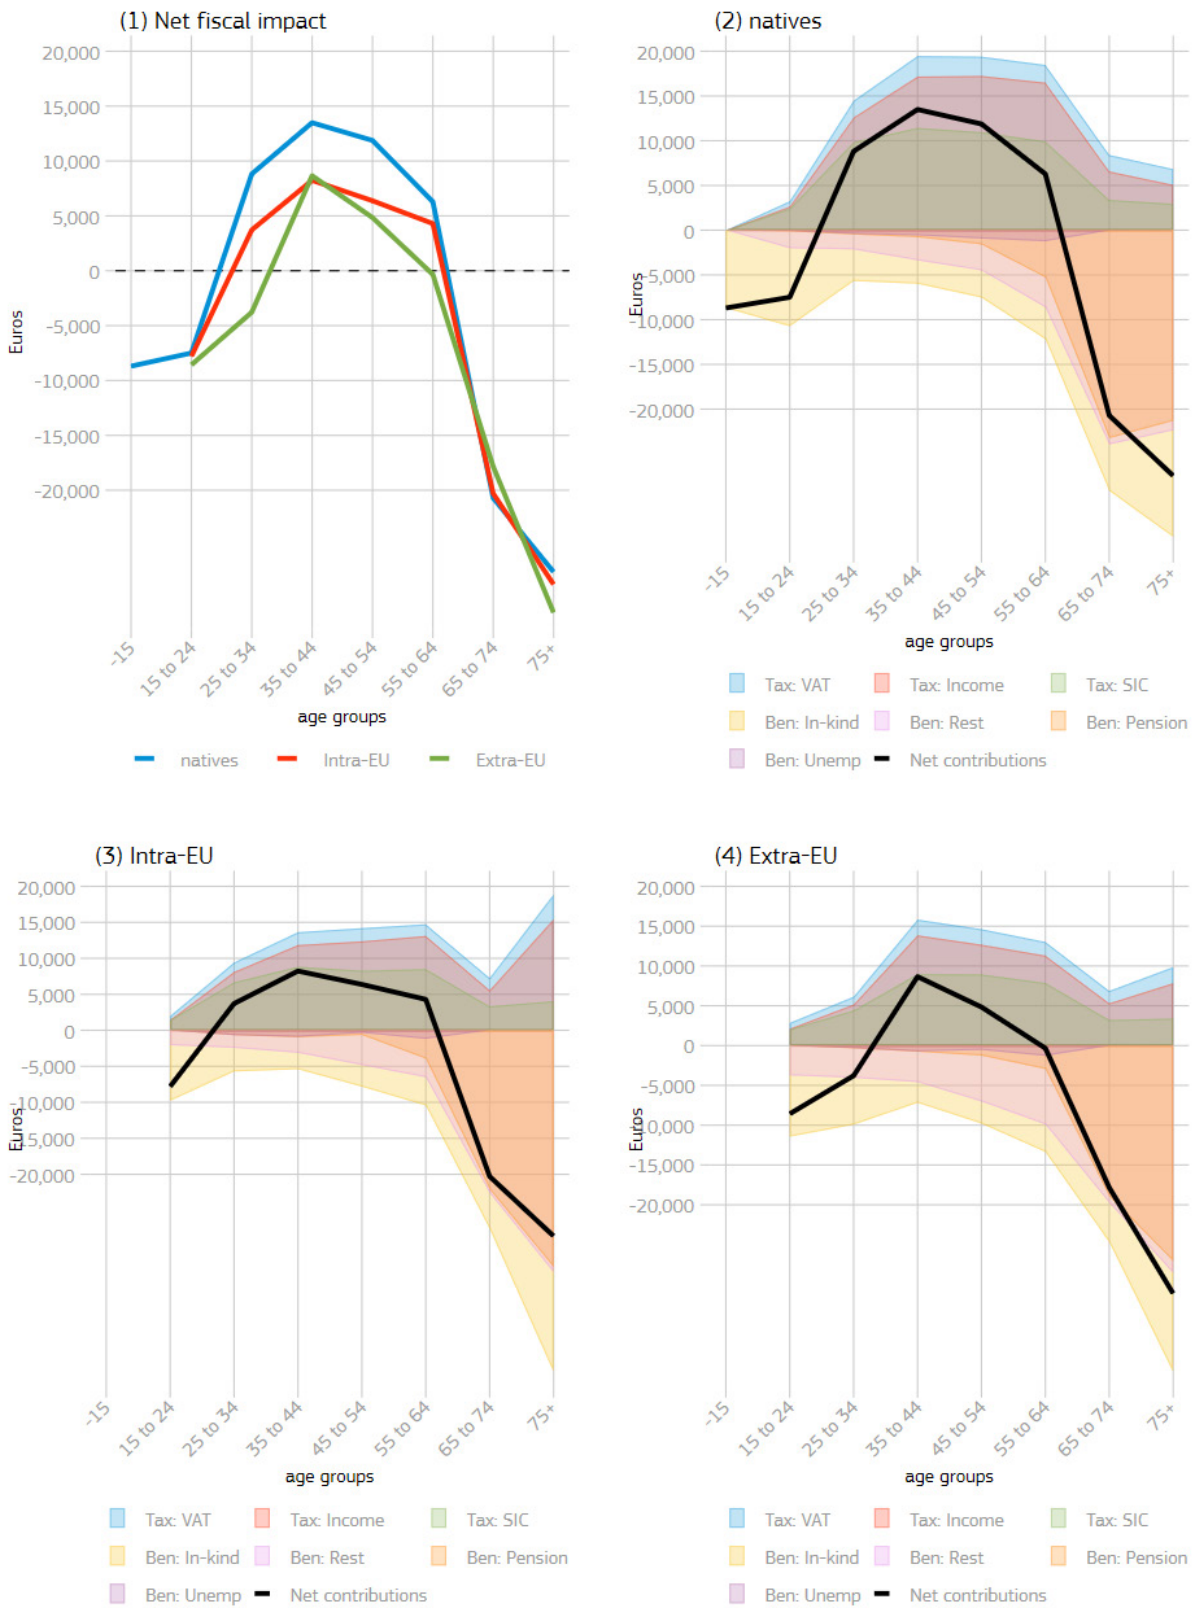 (1) Net fiscal impact
20,000
15,000
10,000
5,000
0
-5,000
-10,000
-15,000
-20,000
Euros
-15
15 to 24
25 to 34
35 to 44
45 to 54
55 to 64
65 to 74
75+
age groups
natives Intra-EU Extra-EU
(2) natives
20,000
15,000
10,000
5,000
0
-5,000
-10,000
-15,000
-20,000
Euros
-15
15 to 24
25 to 34
35 to 44
45 to 54
55 to 64
65 to 74
75+
age groups
Tax: VAT Tax: Income Tax: SIC
Ben: In-kind Ben: Rest Ben: Pension
Ben: Unemp Net contributions
(3) Intra-EU
20,000
15,000
10,000
5,000
0
-5,000
-10,000
-15,000
-20,000
Euros
-15
15 to 24
25 to 34
35 to 44
45 to 54
55 to 64
65 to 74
75+
age groups
Tax: VAT Tax: Income Tax: SIC
Ben: In-kind Ben: Rest Ben: Pension
Ben: Unemp Net contributions
(4) Extra-EU
20,000
15,000
10,000
5,000
0
-5,000
-10,000
-15,000
-20,000
Euros
-15
15 to 24
25 to 34
35 to 44
45 to 54
55 to 64
65 to 74
75+
age groups
Tax: VAT Tax: Income Tax: SIC
Ben: In-kind Ben: Rest Ben: Pension
Ben: Unemp Net contributions